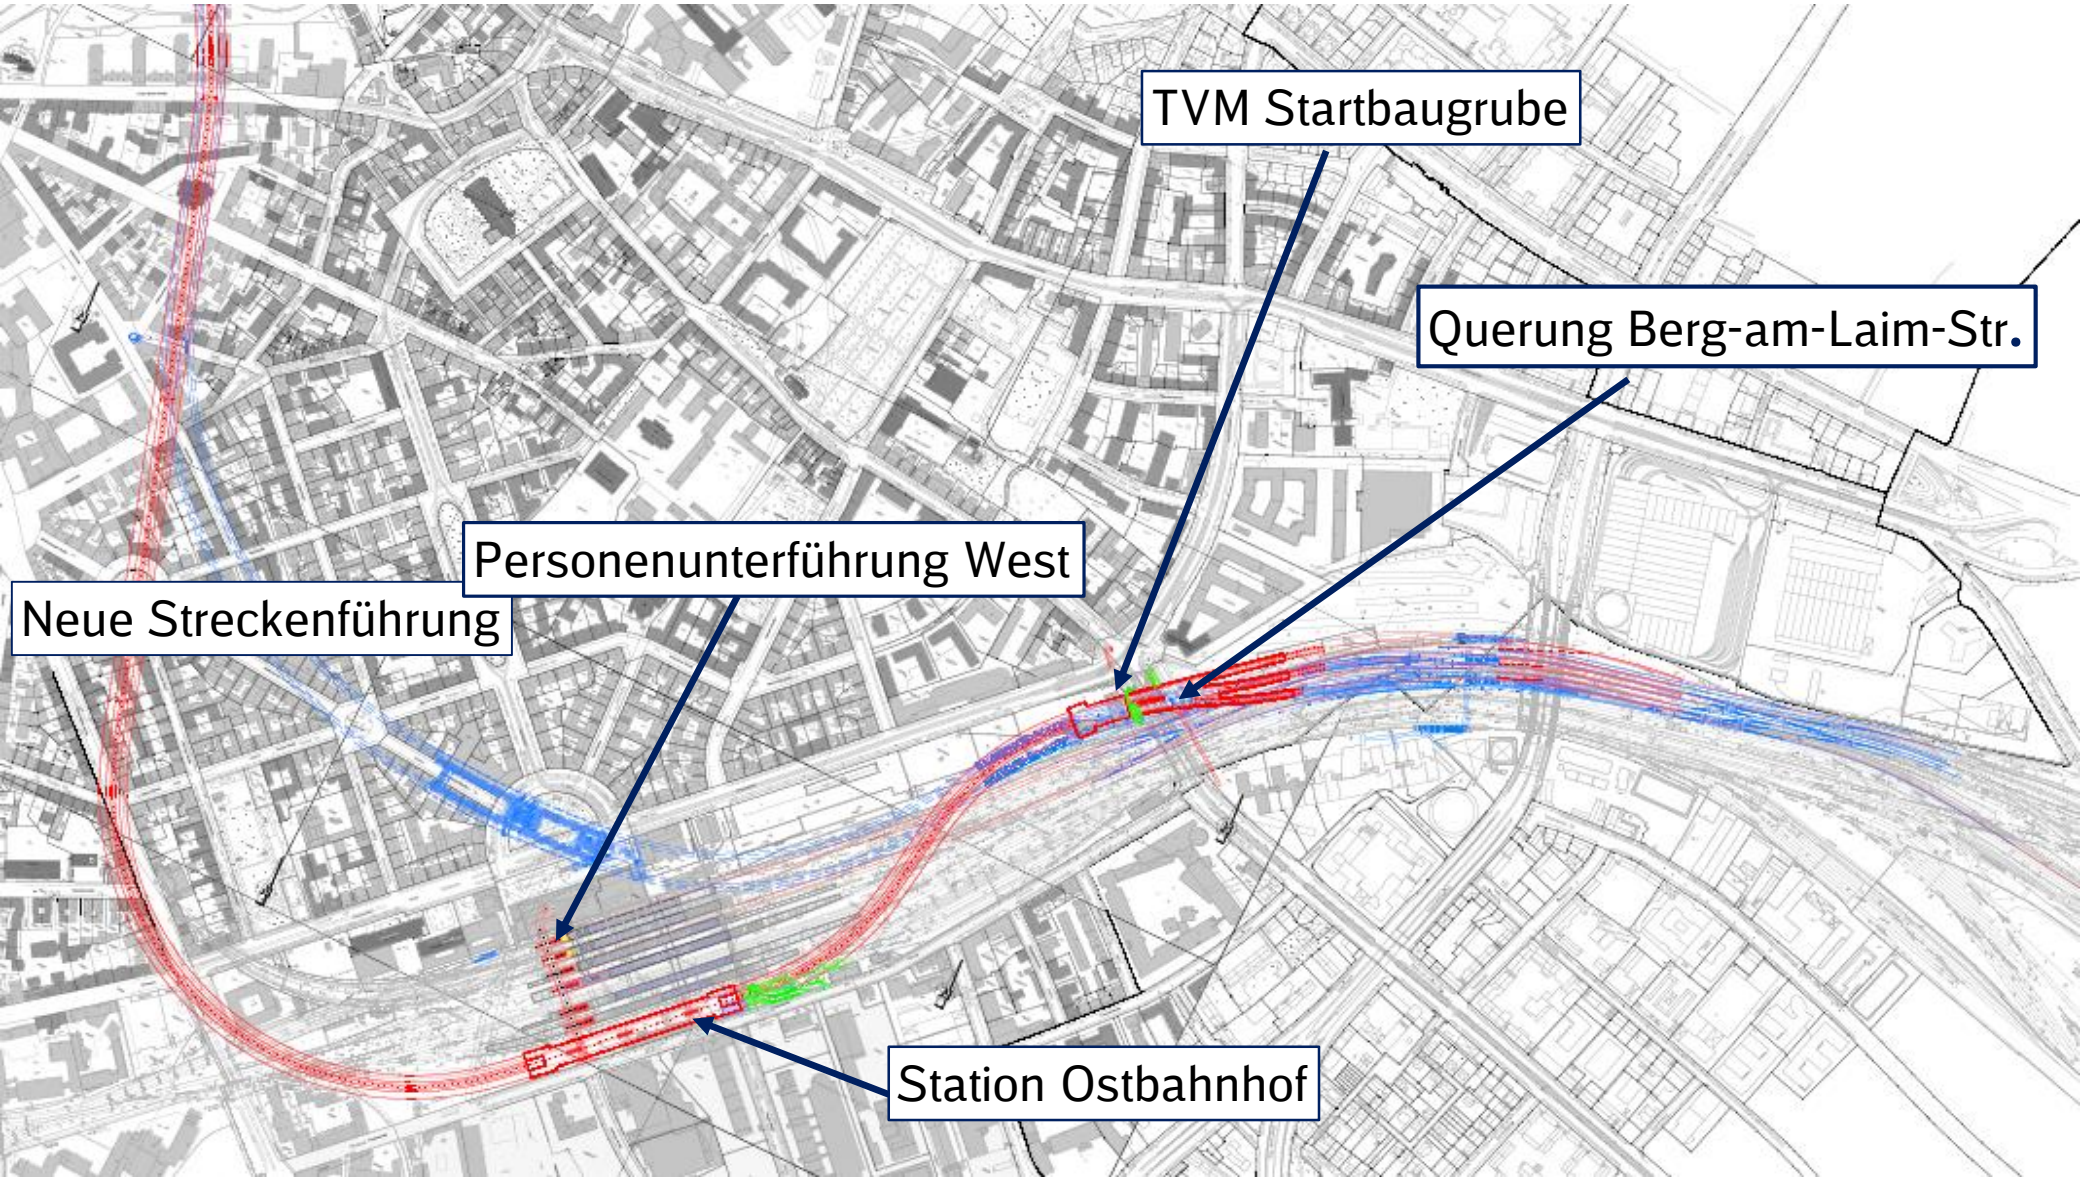 TVM Startbaugrube
Querung Berg-am-Laim-Str.
Personenunterführung West
Neue Streckenführung
Station Ostbahnhof